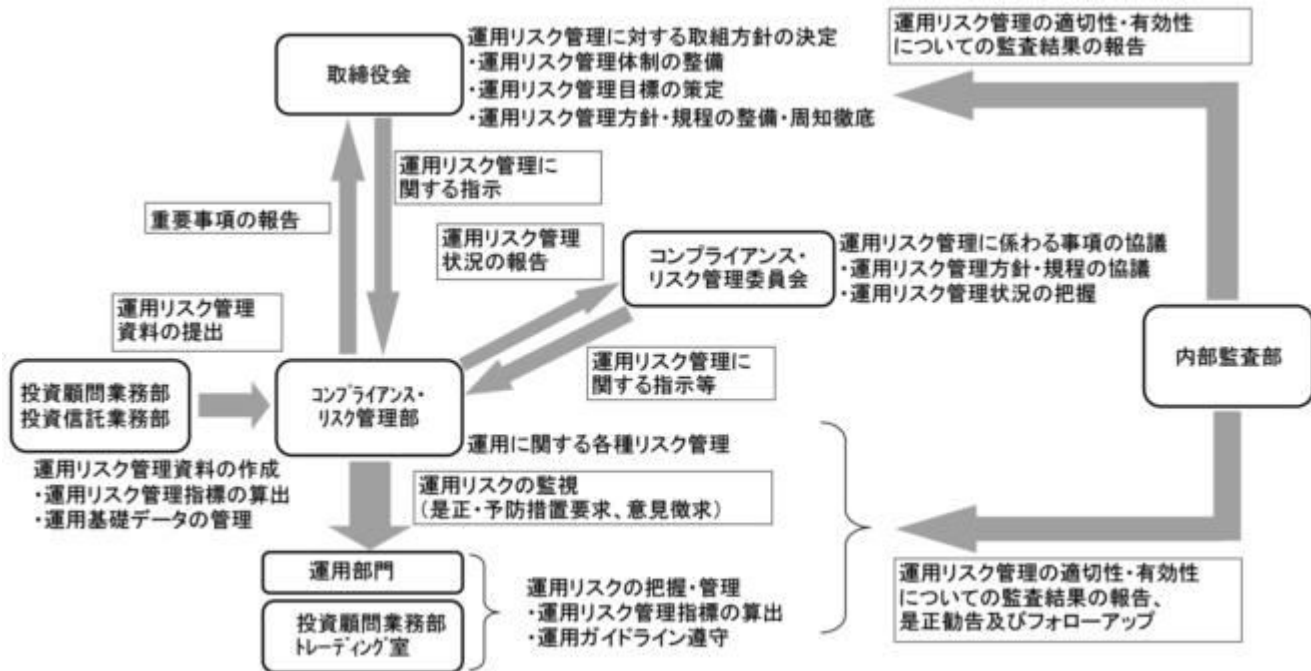 取締役会
運用リスク管理に対する取組方針の決定
・運用リスク管理体制の整備
・運用リスク管理目標の策定
・運用リスク管理方針・規程の整備・周知徹底
運用リスク管理の適切性・有効性
についての監査結果の報告
運用リスク管理に
関する指示
重要事項の報告
運用リスク管理
状況の報告
コンプライアンス・
リスク管理委員会
運用リスク管理に係わる事項の協議
・運用リスク管理方針・規程の協議
・運用リスク管理状況の把握
運用リスク管理
資料の提出
内部監査部
運用リスク管理に
関する指示等
投資顧問業務部
投資信託業務部
コンプライアンス・
リスク管理部
運用に関する各種リスク管理
運用リスク管理資料の作成
・運用リスク管理指標の算出
・運用基礎データの管理
運用リスクの監視
(是正・予防措置要求、意見徴求)
運用部門
投資顧問業務部
トレーディング室
運用リスクの把握・管理
・運用リスク管理指標の算出
・運用ガイドライン遵守
運用リスク管理の適切性・有効性
についての監査結果の報告、
是正勧告及びフォローアップ